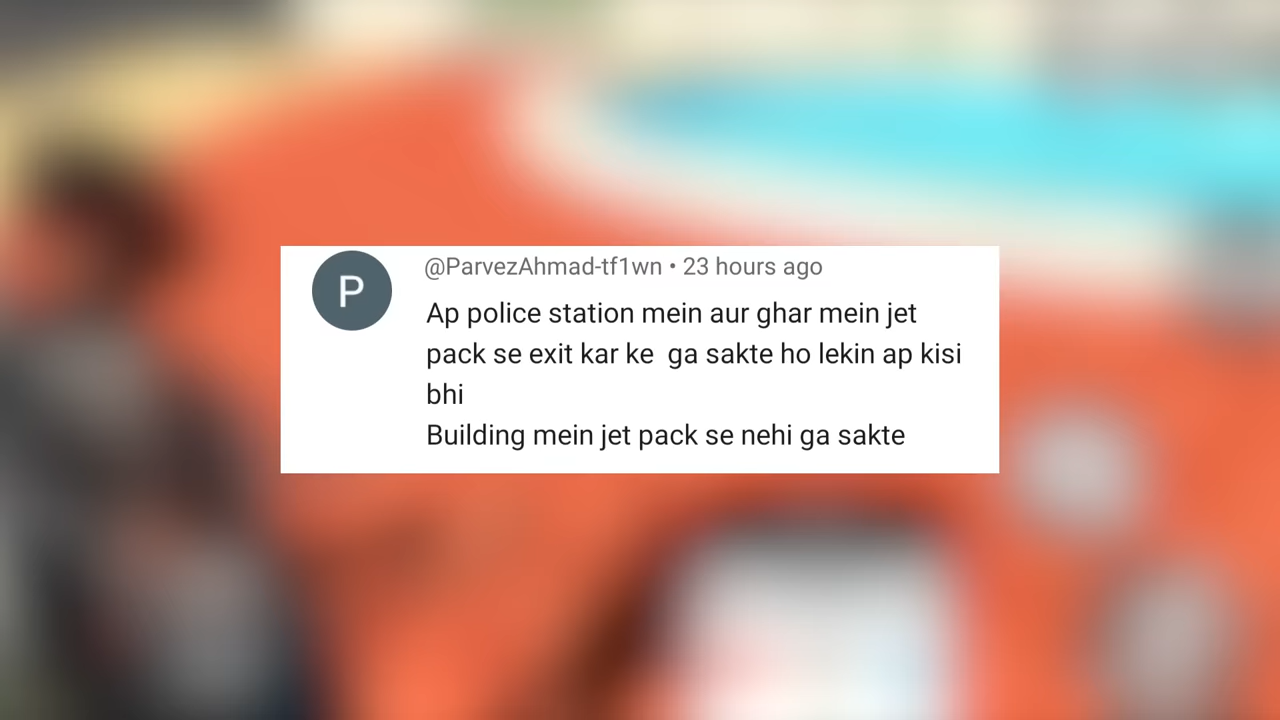 P
@ParvezAhmad-tf1wn • 23 hours ago
Ap police station mein aur ghar mein jet
pack se exit kar ke  ga sakte ho lekin ap kisi
bhi
Building mein jet pack se nehi ga sakte